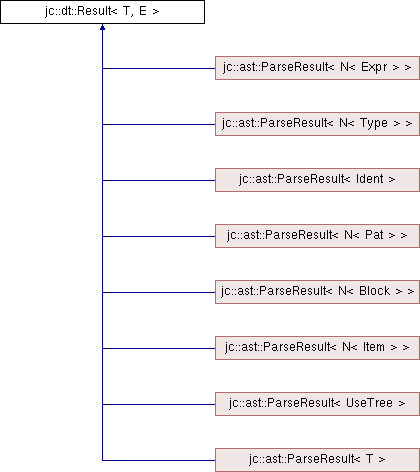 jc::dt::Result< T, E >
jc::ast::ParseResult< N< Expr > >
jc::ast::ParseResult< N< Type > >
jc::ast::ParseResult< Ident >
jc::ast::ParseResult< N< Pat > >
jc::ast::ParseResult< N< Block > >
jc::ast::ParseResult< N< Item > >
jc::ast::ParseResult< UseTree >
jc::ast::ParseResult< T >